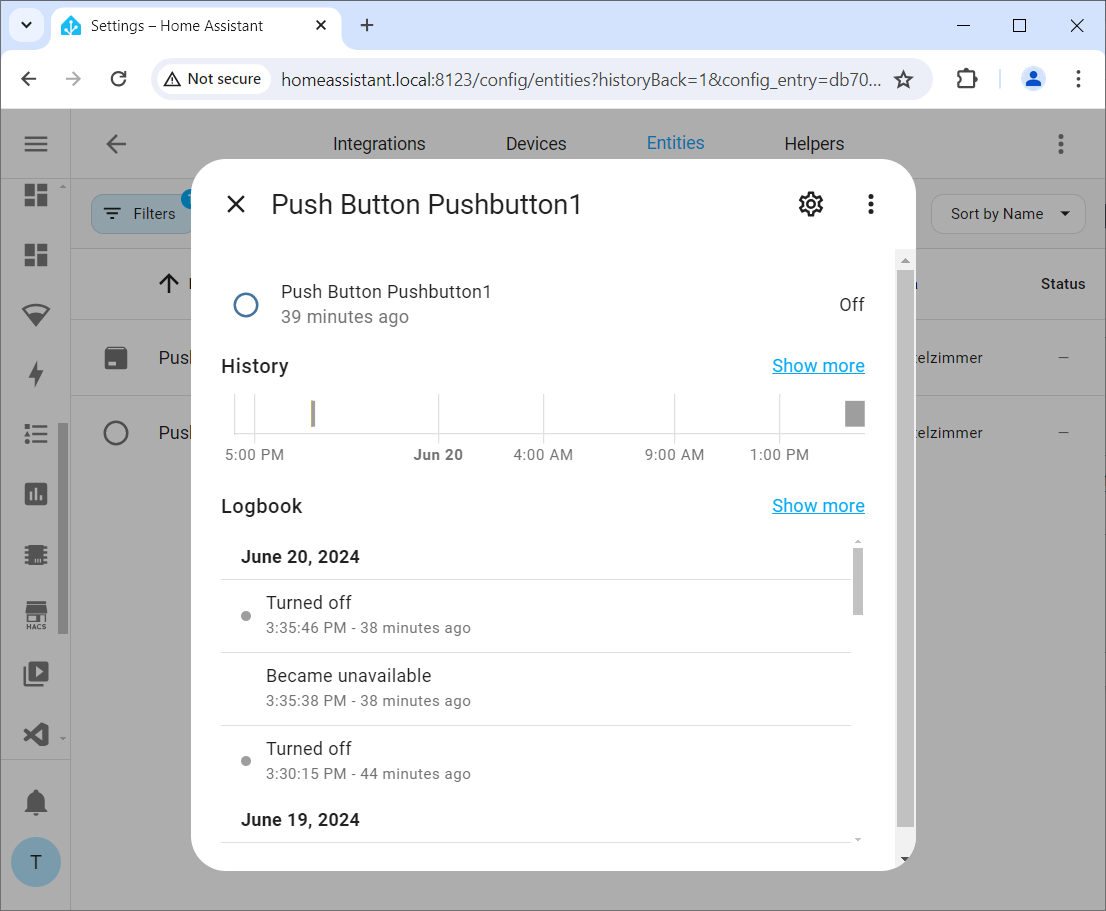 Settings – Home Assistant
Not secure
homeassistant.local:8123/config/entities?historyBack=1&config_entry=db70...
Integrations
Devices
Entities
Helpers
Filters
Sort by Name
Push Button Pushbutton1
Status
Push Button Pushbutton1
39 minutes ago
Off
History
Show more
5:00 PM
Jun 20
4:00 AM
9:00 AM
1:00 PM
Logbook
Show more
June 20, 2024
Turned off
3:35:46 PM - 38 minutes ago
Became unavailable
3:35:38 PM - 38 minutes ago
Turned off
3:30:15 PM - 44 minutes ago
June 19, 2024
HACS
T